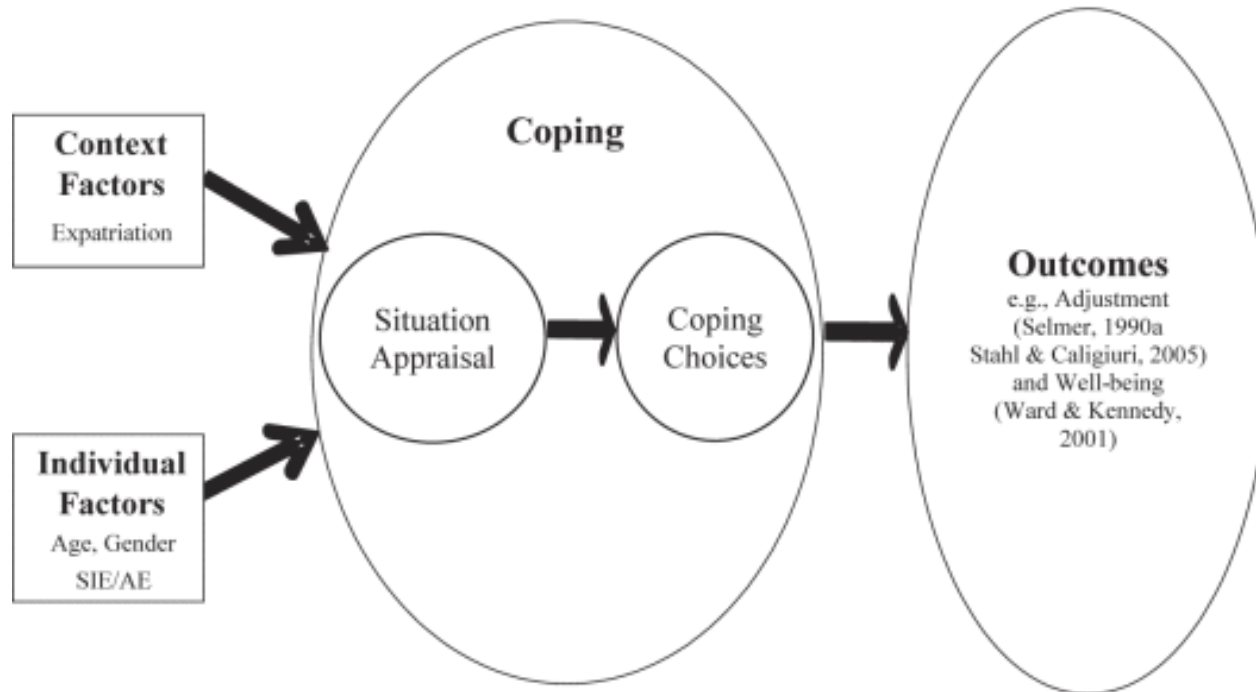 Context
Factors
Expatriation
Individual
Factors
Age, Gender
SIE/AE
Coping
Situation
Appraisal
Coping
Choices
Outcomes
e.g., Adjustment
(Selmer, 1990a
Stahl & Caligiuri, 2005)
and Well-being
(Ward & Kennedy,
2001)